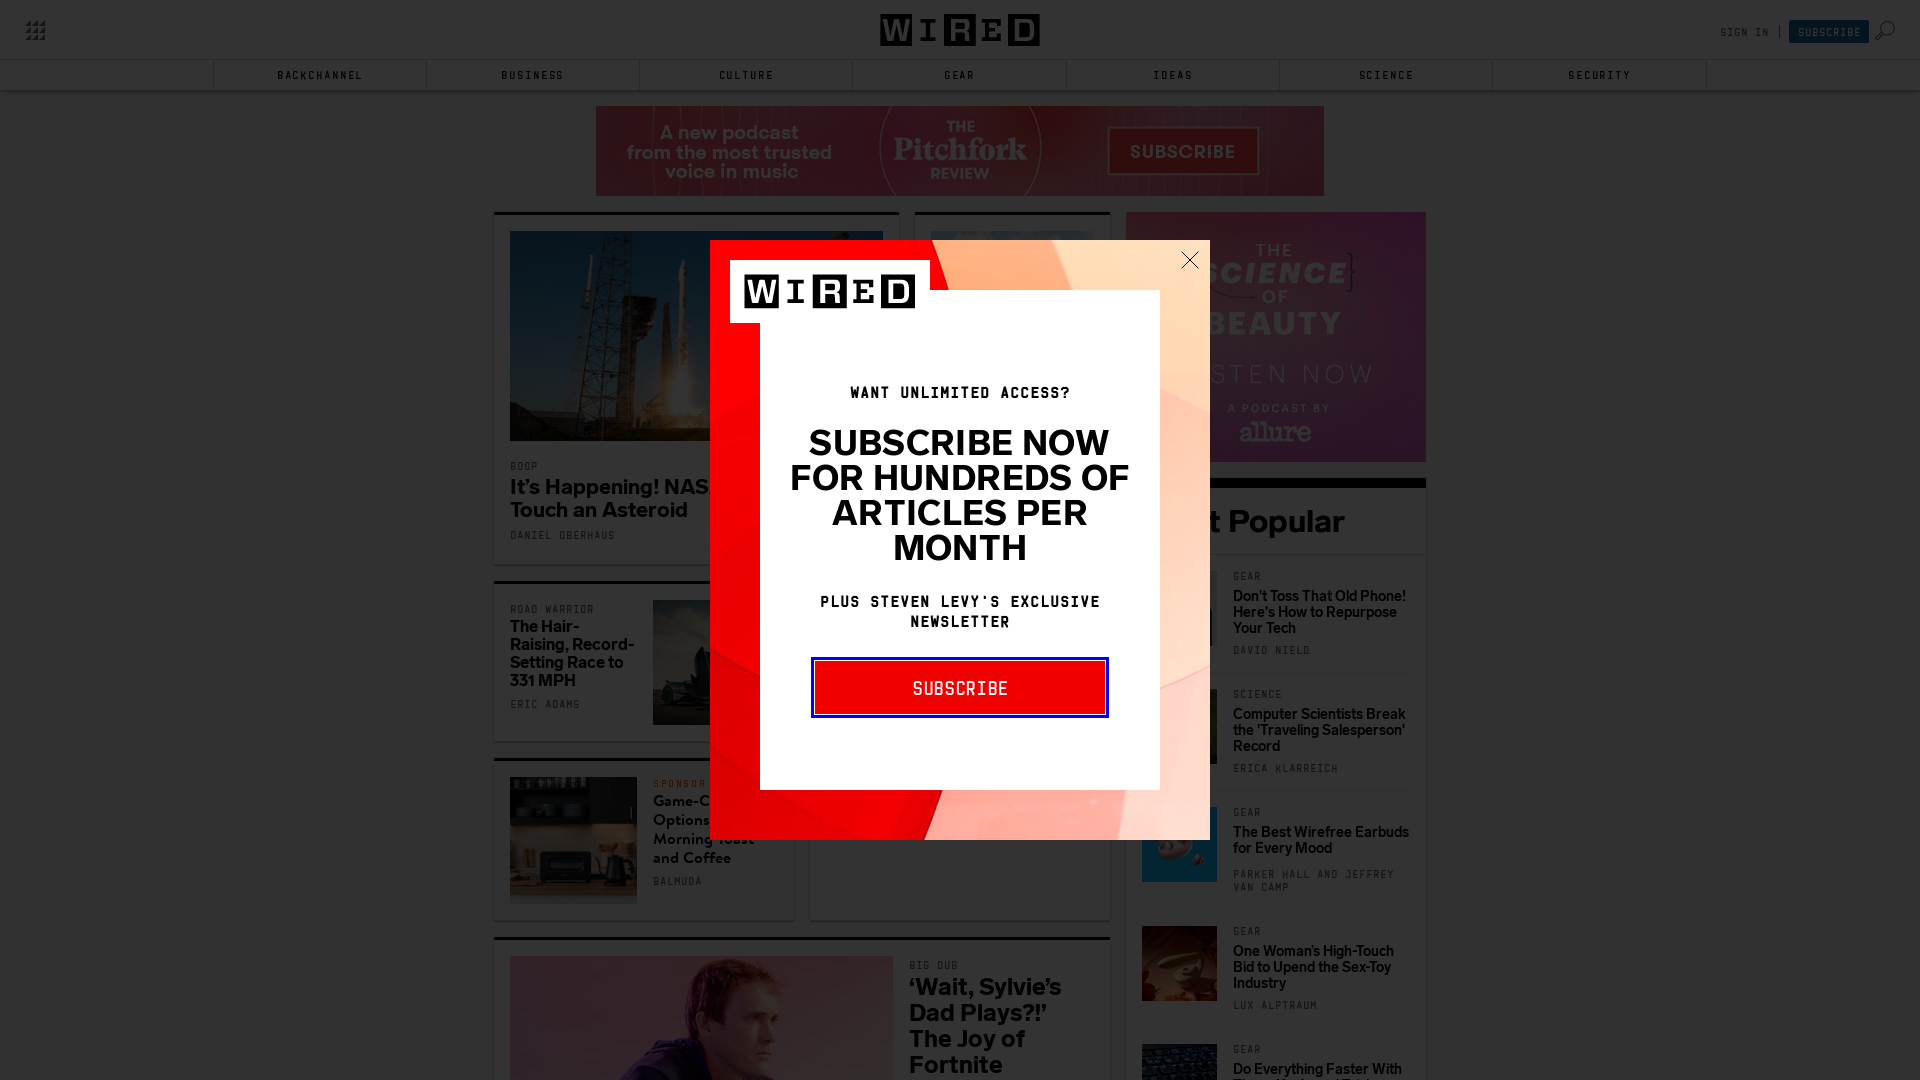 WIRED
SIGN IN | SUBSCRIBE
BACKCHANNEL
BUSINESS
CULTURE
GEAR
IDEAS
SCIENCE
SECURITY
A new podcast
from the most trusted
voice in music
THE
Pitchfork
REVIEW
SUBSCRIBE
BOOP
It's Happening! NAS
Touch an Asteroid
DANIEL OBERHAUS
ROAD WARRIOR
The Hair-
Raising, Record-
Setting Race to
331 MPH
ERIC ADAMS
SPONSOR
Game-C
Options
Morning Toast
and Coffee
BALMUDA
BIG DUB
‘Wait, Sylvie’s
Dad Plays?!’
The Joy of
Fortnite
WIRED
WANT UNLIMITED ACCESS?
SUBSCRIBE NOW
FOR HUNDREDS OF
ARTICLES PER
MONTH
PLUS STEVEN LEVY'S EXCLUSIVE
NEWSLETTER
SUBSCRIBE
THE
SCIENCE
OF
BEAUTY
STEN NOW
A PODCAST BY
allure
t Popular
GEAR
Don't Toss That Old Phone!
Here's How to Repurpose
Your Tech
DAVID NIELD
SCIENCE
Computer Scientists Break
the 'Traveling Salesperson'
Record
ERICA KLARREICH
GEAR
The Best Wirefree Earbuds
for Every Mood
PARKER HALL AND JEFFREY
VAN CAMP
GEAR
One Woman’s High-Touch
Bid to Upend the Sex-Toy
Industry
LUX ALPTRAUM
GEAR
Do Everything Faster With